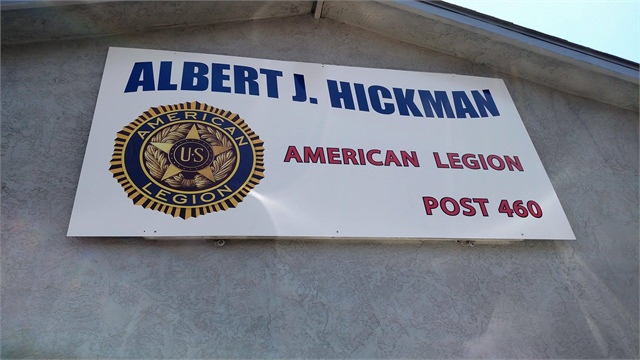 ALBERT J. HICKMAN
AMERICAN LEGION
POST 460
AMERICAN
U.S
LEGION